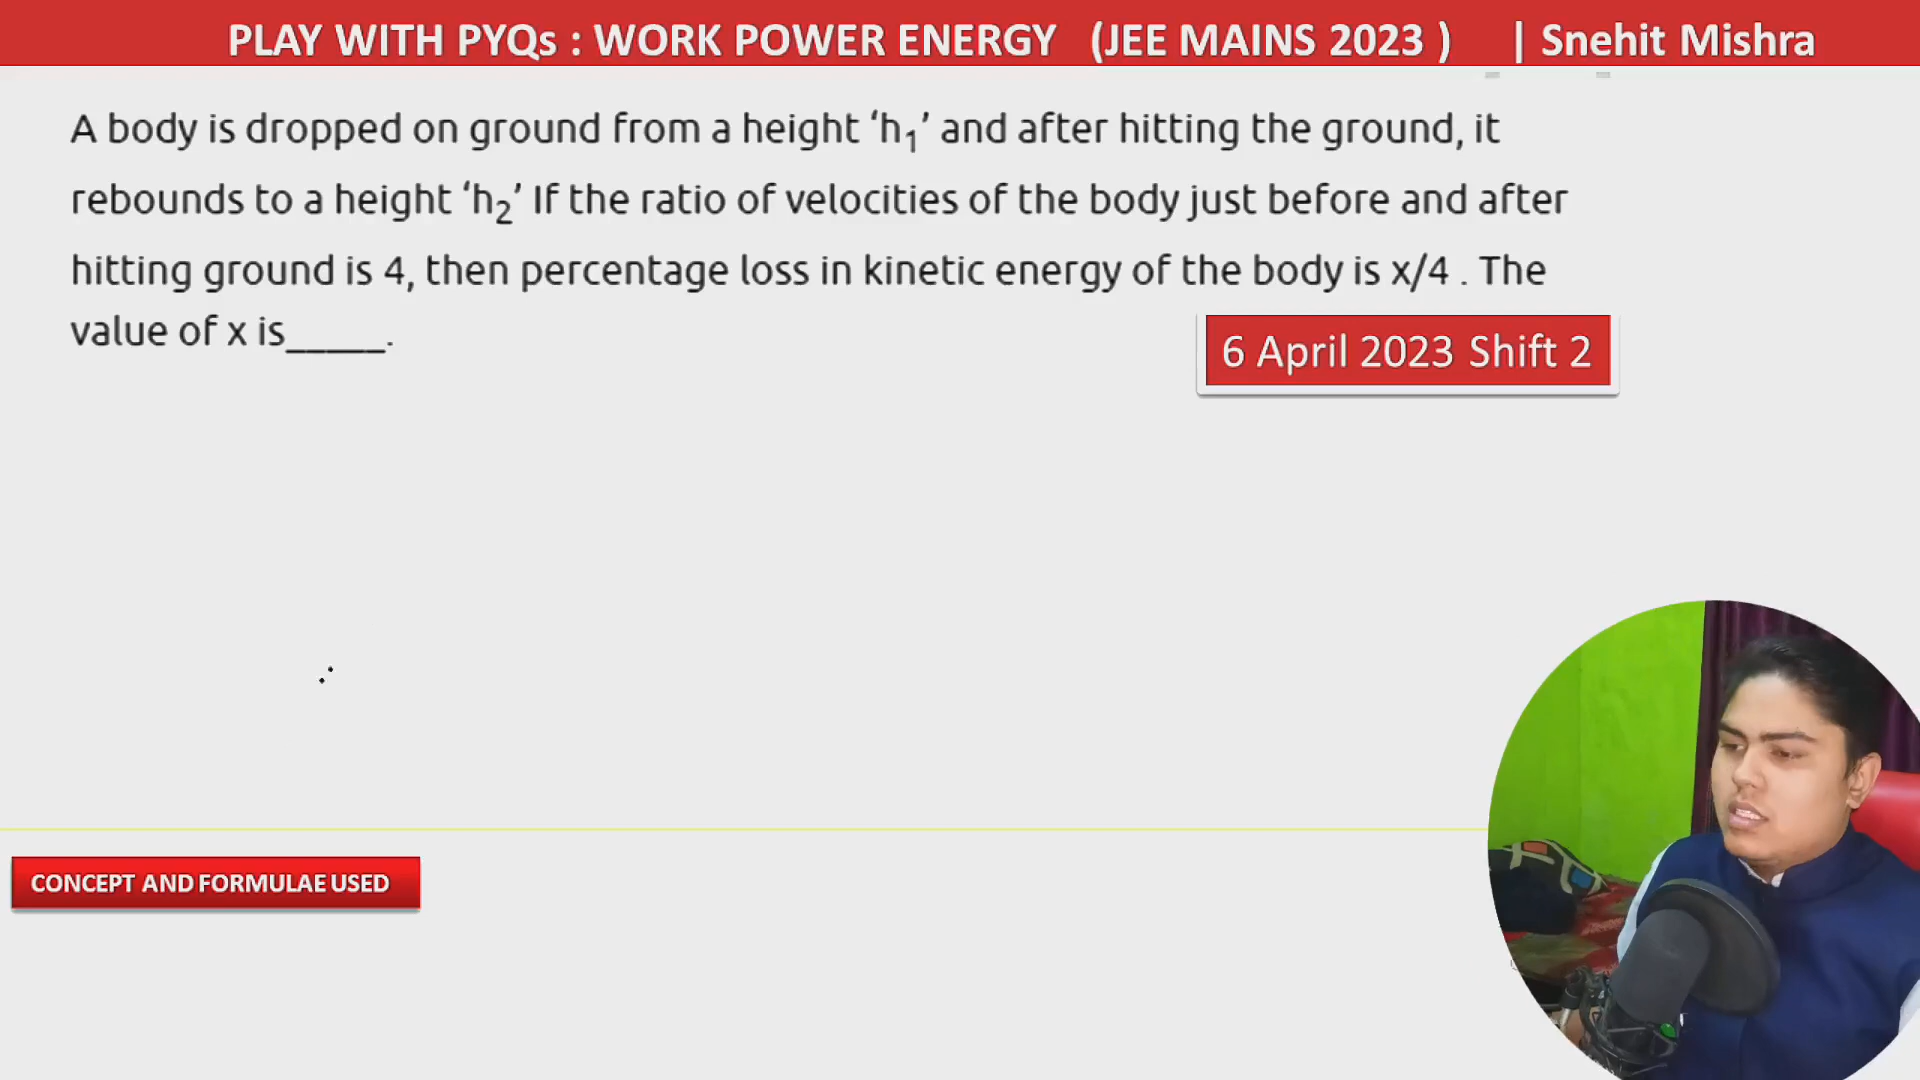 PLAY WITH PYQs : WORK POWER ENERGY (JEE MAINS 2023 ) | Snehit Mishra
A body is dropped on ground from a height ‘h₁’ and after hitting the ground, it
rebounds to a height ‘h₂’ If the ratio of velocities of the body just before and after
hitting ground is 4, then percentage loss in kinetic energy of the body is x/4 . The
value of x is_____.
6 April 2023 Shift 2
CONCEPT AND FORMULAE USED